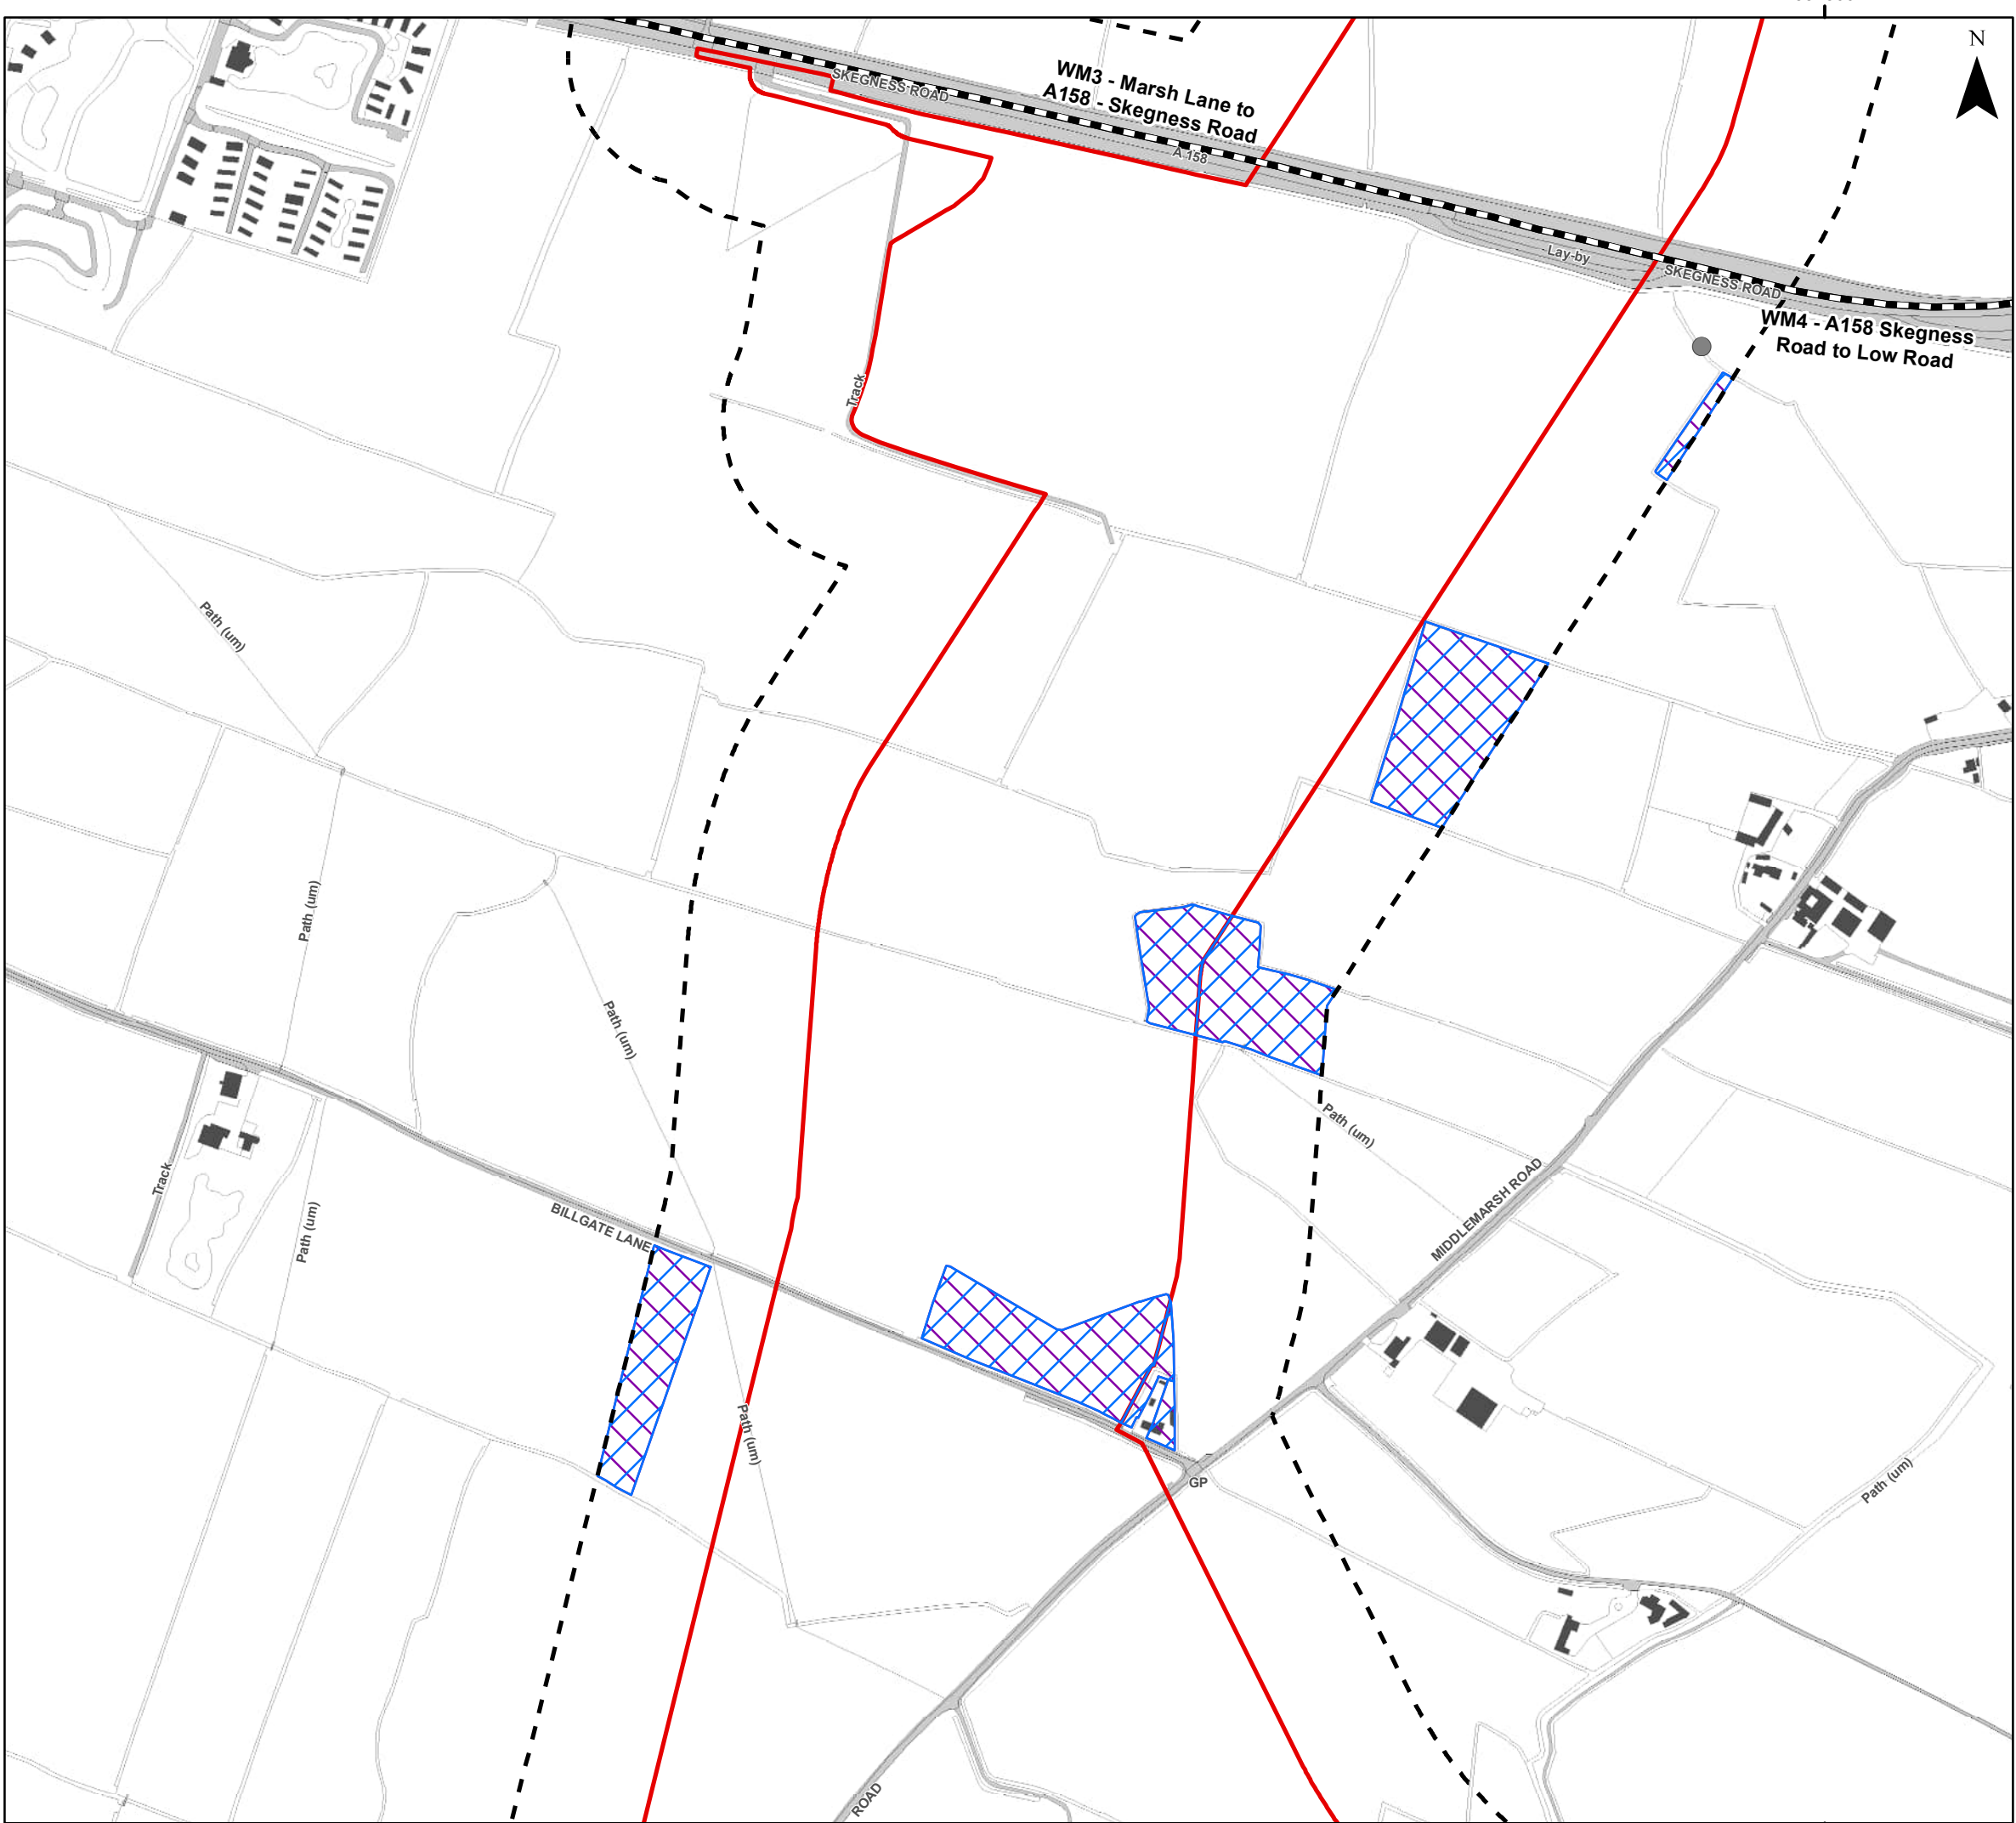 N
WM3 - Marsh Lane to
A158 - Skegness Road
SKEGNESS ROAD
A 158
Lay-by
SKEGNESS ROAD
WM4 - A158 Skegness
Road to Low Road
Track
Path (um)
Path (um)
Path (um)
Path (um)
MIDDLEMARSH ROAD
Track
Path (um)
BILLGATE LANE
Path (um)
GP
Path (um)
ROAD